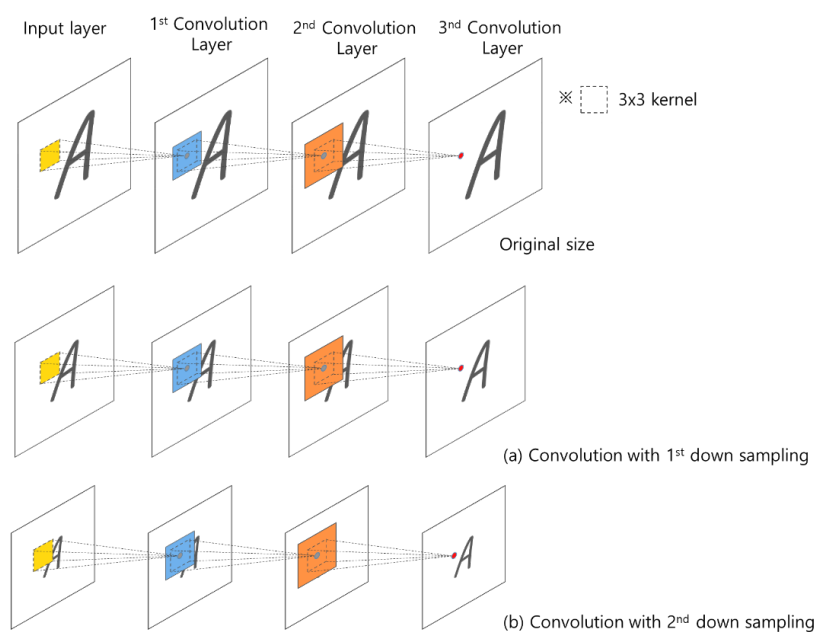 Input layer
1st Convolution
Layer
2nd Convolution
Layer
3nd Convolution
Layer
※ 3x3 kernel
A
A
A
A
Original size
A
A
A
A
(a) Convolution with 1st down sampling
A
A
A
(b) Convolution with 2nd down sampling